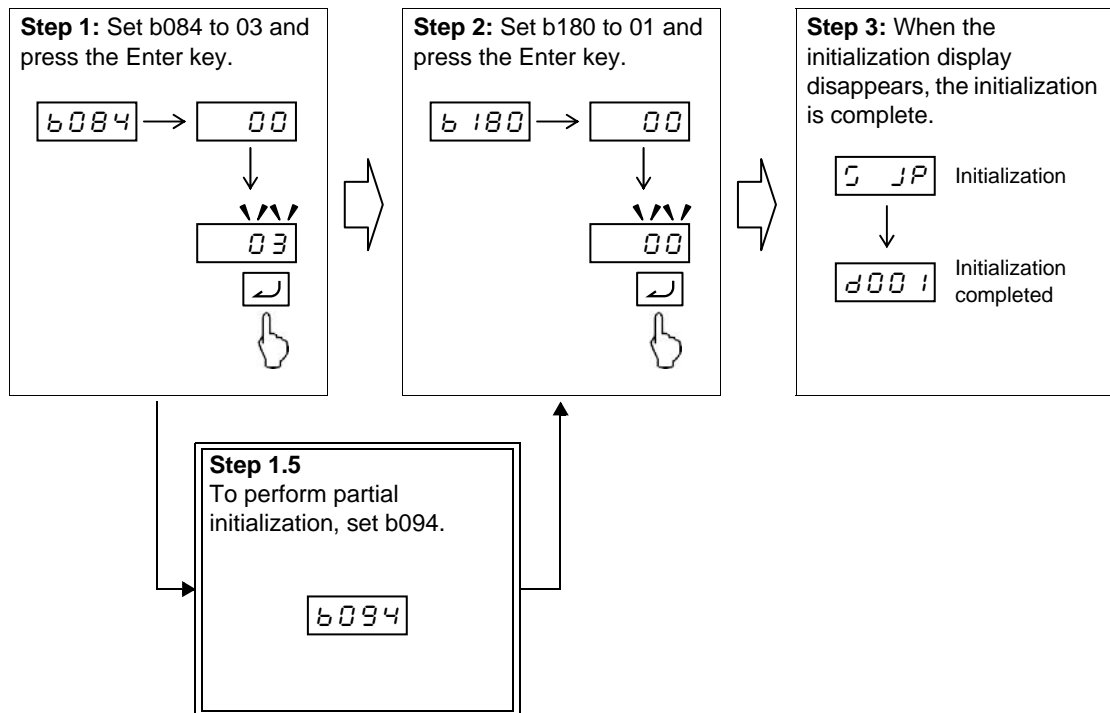 Step 1: Set b084 to 03 and
press the Enter key.
b084
00
03
Step 2: Set b180 to 01 and
press the Enter key.
b180
00
00
Step 3: When the
initialization display
disappears, the initialization
is complete.
5 JP Initialization
d001 Initialization
completed
Step 1.5
To perform partial
initialization, set b094.
b094